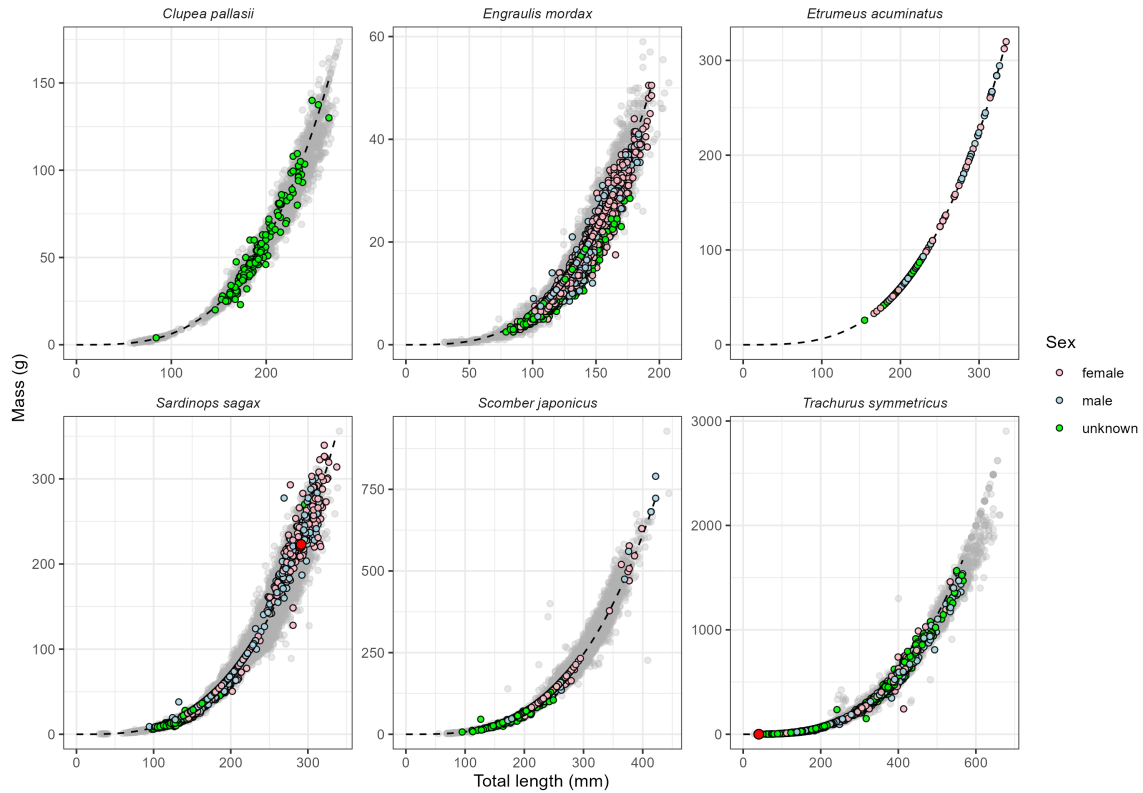 Clupea pallasii
Engraulis mordax
Etrumeus acuminatus
150
100
50
0
60
40
20
0
300
200
100
0
0 100 200
0 50 100 150 200
0 100 200 300
Sardinops sagax
Scomber japonicus
Trachurus symmetricus
300
200
100
0
750
500
250
0
3000
2000
1000
0
0 100 200 300
0 100 200 300 400
0 200 400 600
Mass (g)
Total length (mm)
Sex
female
male
unknown